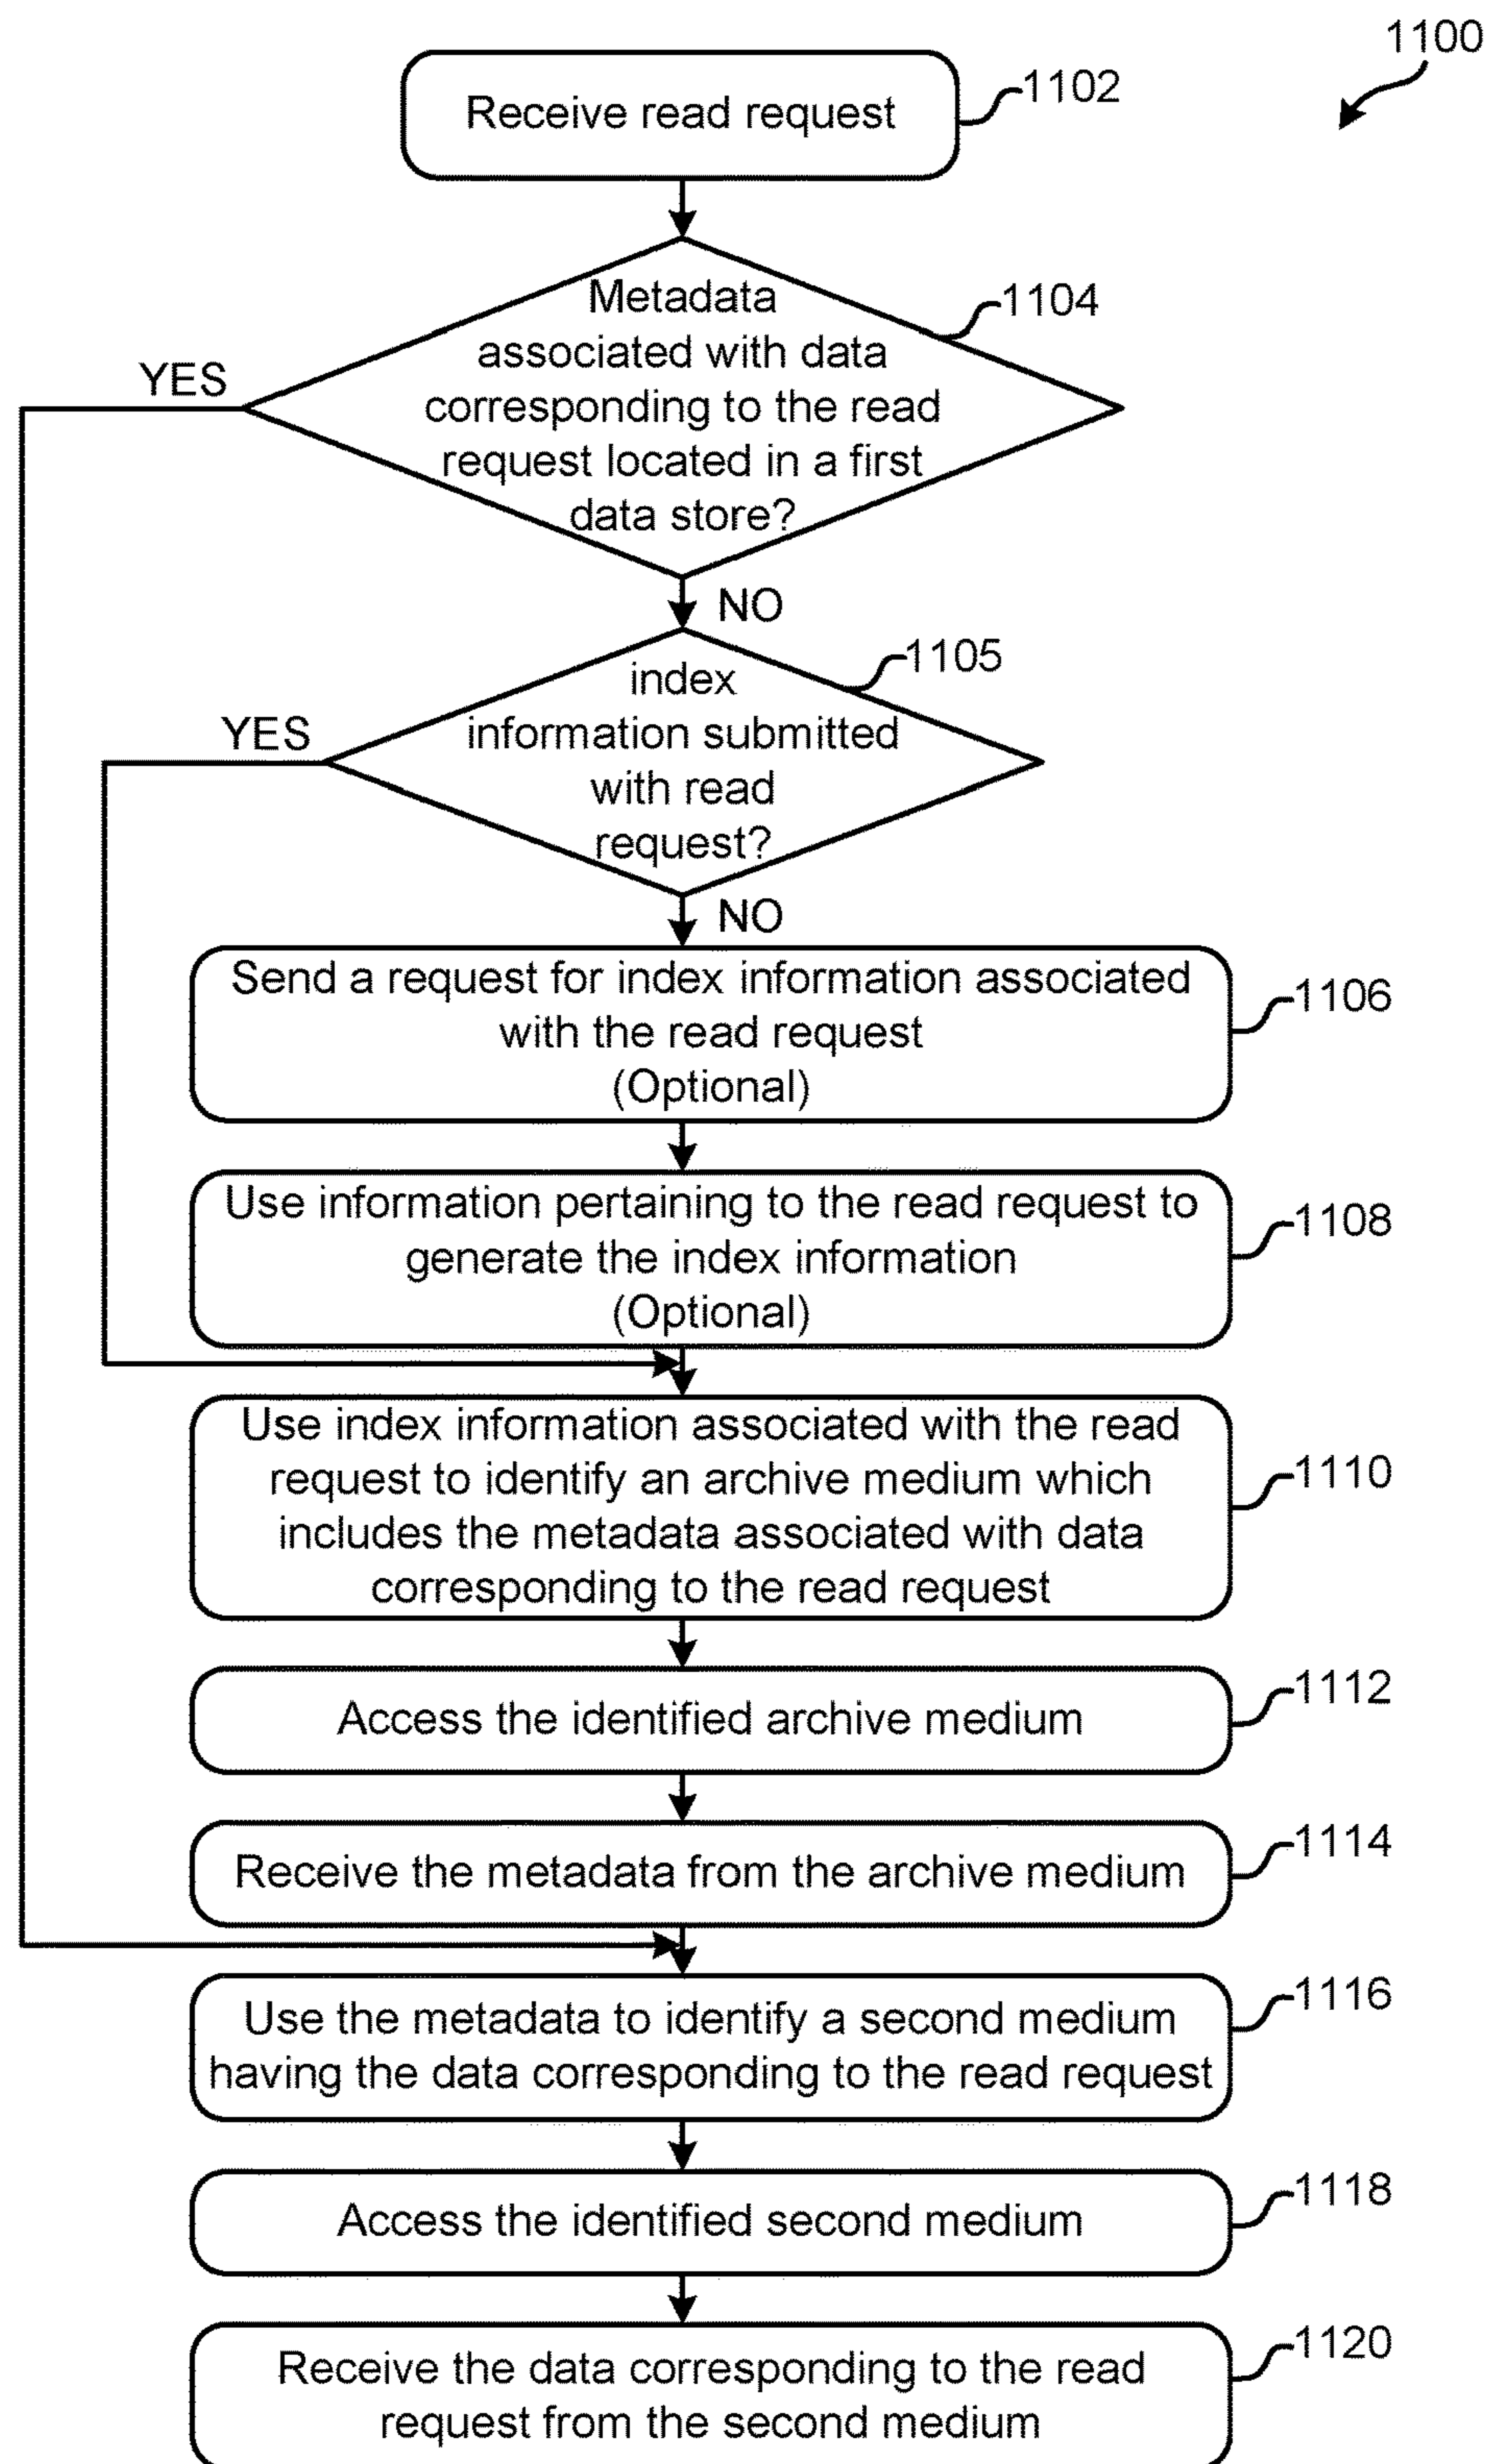 1100
Receive read request
1102
Metadata
associated with data
corresponding to the read
request located in a first
data store?
1104
YES
NO
index
information submitted
with read
request?
1105
YES
NO
Send a request for index information associated
with the read request
(Optional)
1106
Use information pertaining to the read request to
generate the index information
(Optional)
1108
Use index information associated with the read
request to identify an archive medium which
includes the metadata associated with data
corresponding to the read request
1110
Access the identified archive medium
1112
Receive the metadata from the archive medium
1114
Use the metadata to identify a second medium
having the data corresponding to the read request
1116
Access the identified second medium
1118
Receive the data corresponding to the read
request from the second medium
1120